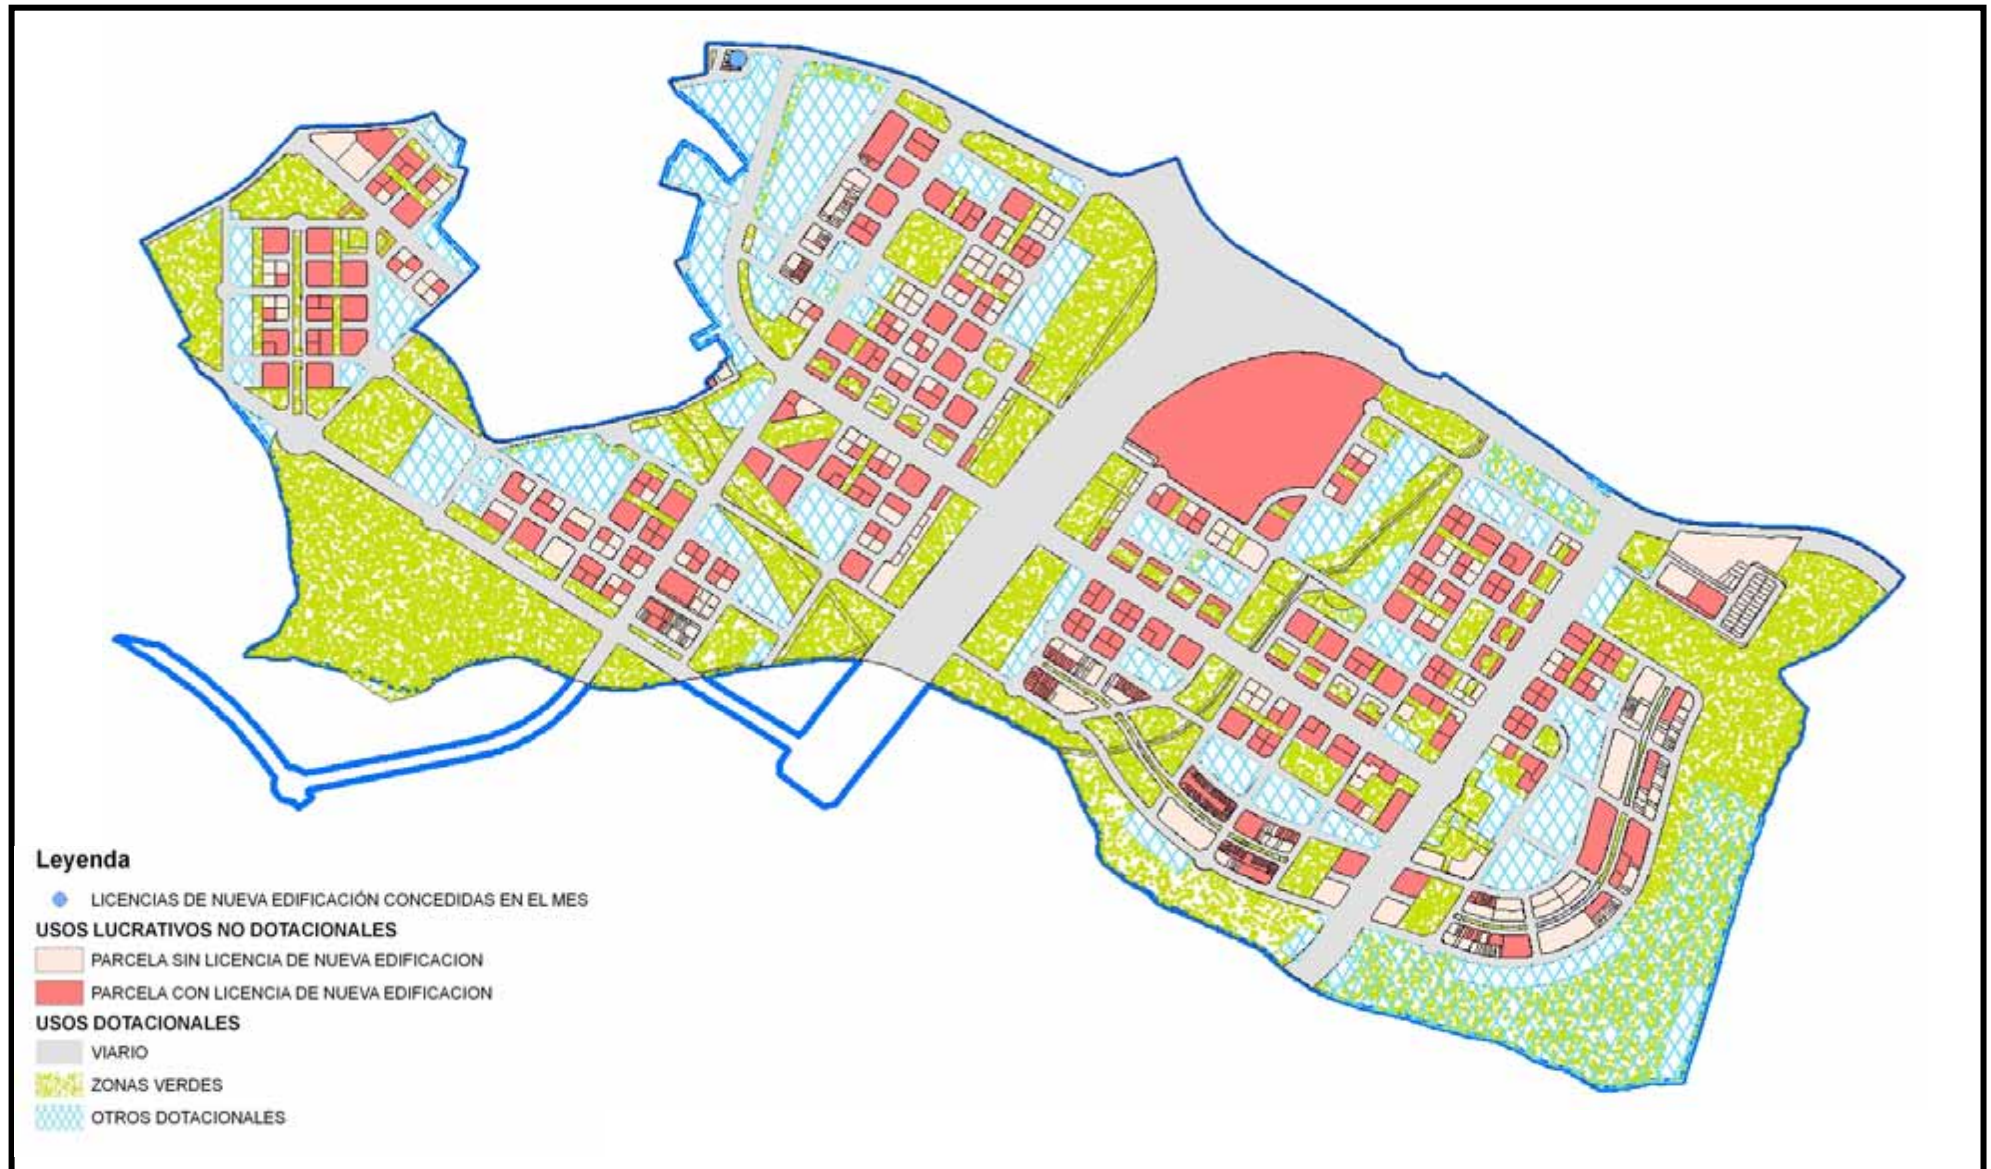 Leyenda
LICENCIAS DE NUEVA EDIFICACIÓN CONCEDIDAS EN EL MES
USOS LUCRATIVOS NO DOTACIONALES
PARCELA SIN LICENCIA DE NUEVA EDIFICACION
PARCELA CON LICENCIA DE NUEVA EDIFICACION
USOS DOTACIONALES
VIARIO
ZONAS VERDES
OTROS DOTACIONALES